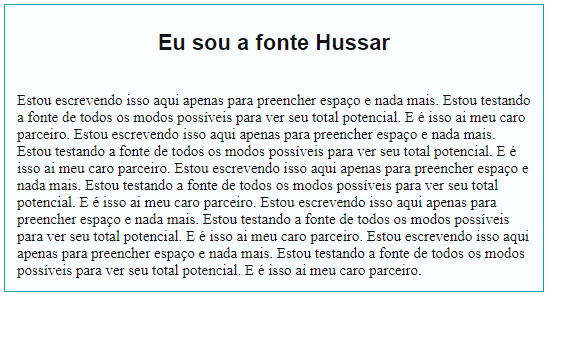 Eu sou a fonte Hussar
Estou escrevendo isso aqui apenas para preencher espaço e nada mais. Estou testando
a fonte de todos os modos possíveis para ver seu total potencial. E é isso ai meu caro
parceiro. Estou escrevendo isso aqui apenas para preencher espaço e nada mais.
Estou testando a fonte de todos os modos possíveis para ver seu total potencial. E é
isso ai meu caro parceiro. Estou escrevendo isso aqui apenas para preencher espaço e
nada mais. Estou testando a fonte de todos os modos possíveis para ver seu total
potencial. E é isso ai meu caro parceiro. Estou escrevendo isso aqui apenas para
preencher espaço e nada mais. Estou testando a fonte de todos os modos possíveis
para ver seu total potencial. E é isso ai meu caro parceiro. Estou escrevendo isso aqui
apenas para preencher espaço e nada mais. Estou testando a fonte de todos os modos
possíveis para ver seu total potencial. E é isso ai meu caro parceiro.